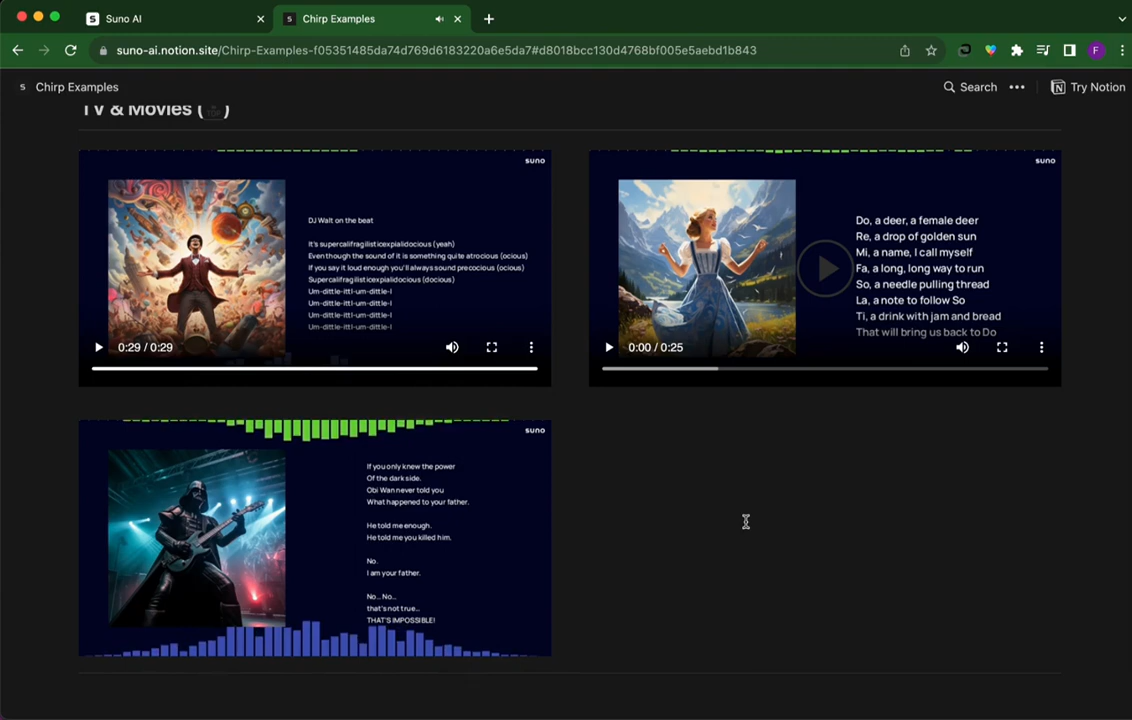 Suno AI
Chirp Examples
suno-ai.notion.site/Chirp-Examples-f05351485da74d769d6183220a6e5da7#d8018bcc130d4768bf005e5aebd1b843
F
S Chirp Examples
Search
Try Notion
TV & Movies (TOP)
suno
DJ Walt on the beat
It's supercalifragilisticexpialidocious (yeah)
Even though the sound of it is something quite atrocious (ocious)
If you say it loud enough you'll always sound precocious (ocious)
Supercalifragilisticexpialidocious (docious)
Um-dittle-ittl-um-dittle-I
Um-dittle-ittl-um-dittle-I
Um-dittle-ittl-um-dittle-I
Um-dittle-ittl-um-dittle-I
0:29 / 0:29
suno
Do, a deer, a female deer
Re, a drop of golden sun
Mi, a name, I call myself
Fa, a long, long way to run
So, a needle pulling thread
La, a note to follow So
Ti, a drink with jam and bread
That will bring us back to Do
0:00 / 0:25
suno
If you only knew the power
Of the dark side.
Obi Wan never told you
What happened to your father.
He told me enough.
He told me you killed him.
No.
I am your father.
No... No...
that's not true...
THAT'S IMPOSSIBLE!